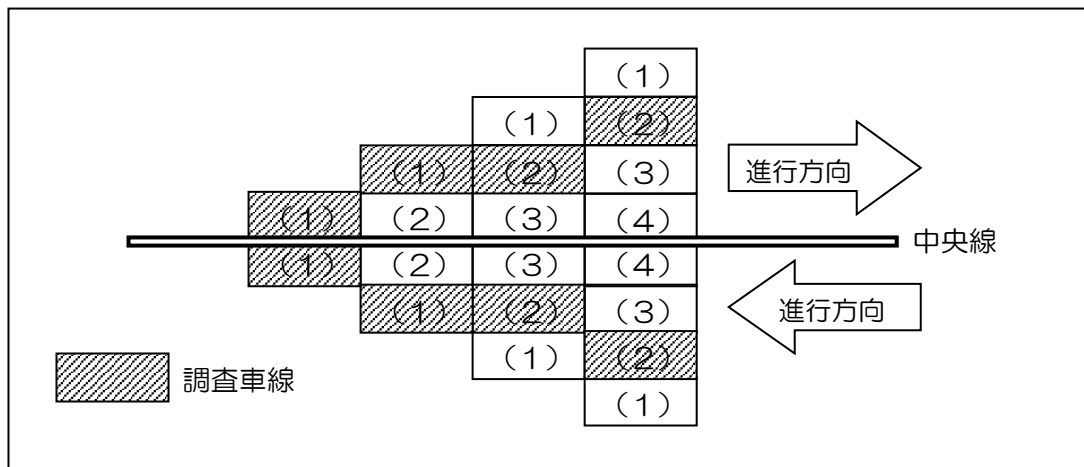 （1）
（1） （2）
（1） （2） （3） 進行方向
（1） （2） （3） （4）
中央線
（1） （2） （3） （4）
（1） （2） （3） 進行方向
（1） （2）
調査車線
（1）